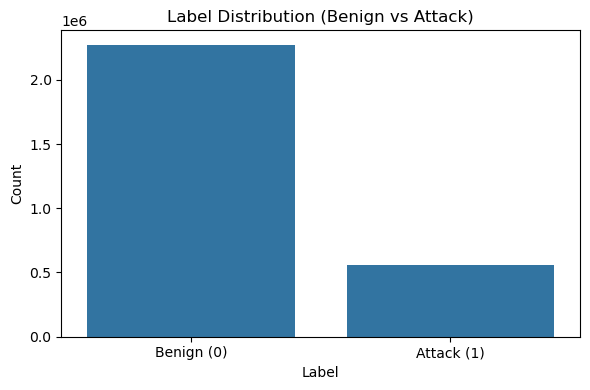 Label Distribution (Benign vs Attack)
1e6
2.0
1.5
1.0
0.5
0.0
Count
Benign (0) Attack (1)
Label